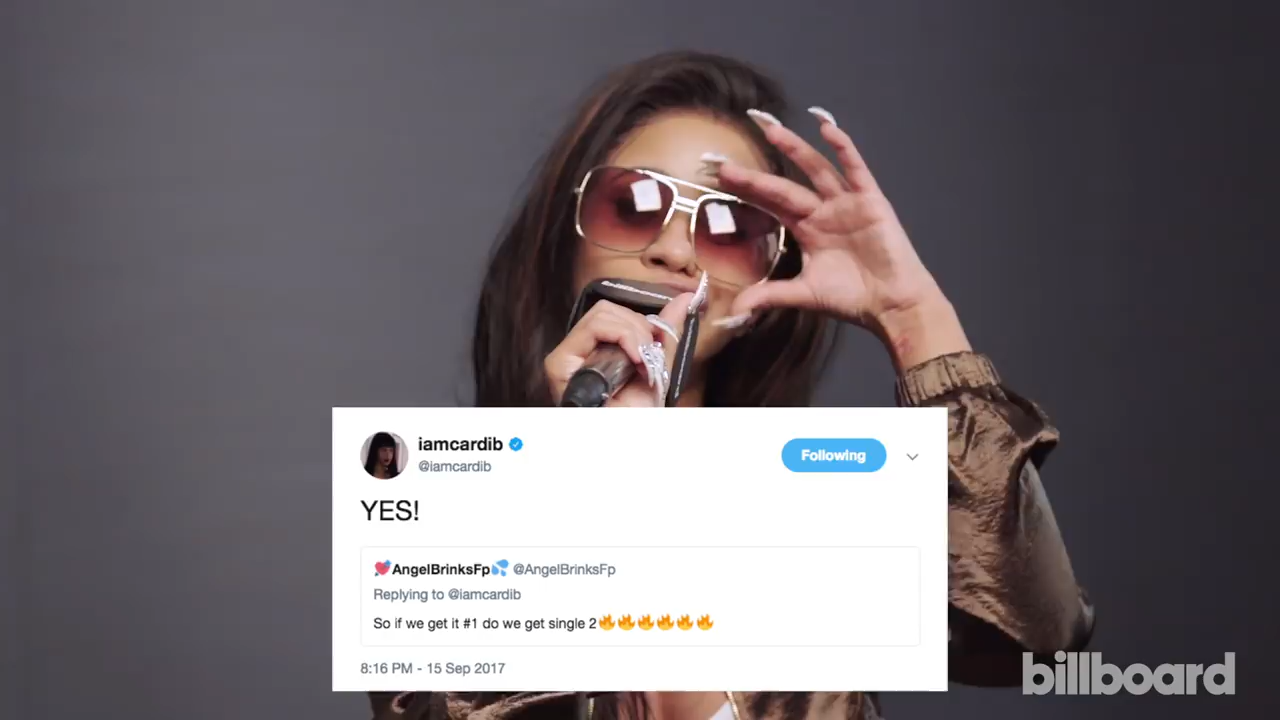 iamcardib
@iamcardib
Following
YES!
💘AngelBrinksFp💦 @AngelBrinksFp
Replying to @iamcardib
So if we get it #1 do we get single 2🔥🔥🔥🔥🔥🔥
8:16 PM - 15 Sep 2017
billboard